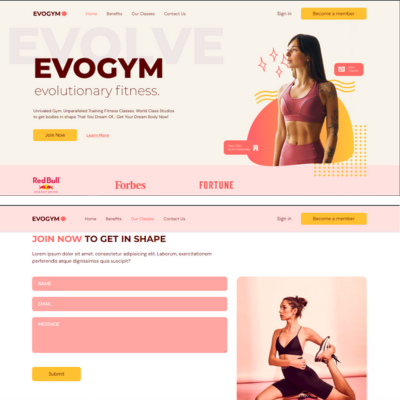 EVOGYM
Home Benefits Our Classes Contact Us
Sign in
Become a member
EVOLVE
EVOGYM
evolutionary fitness.
Unrivaled Gym. Unparalleled Training Fitness Classes. World Class Studios
to get bodies in shape That You Dream Of.. Get Your Dream Body Now!
Join Now
Learn More
Red Bull
Forbes
FORTUNE
EVOGYM
Home Benefits Our Classes Contact Us
Sign in
Become a member
JOIN NOW TO GET IN SHAPE
Lorem ipsum dolor sit amet, consectetur adipisicing elit. Laborum, exercitationem
perferendis atque dignissimos quia suscipit?
NAME
EMAIL
MESSAGE
Submit